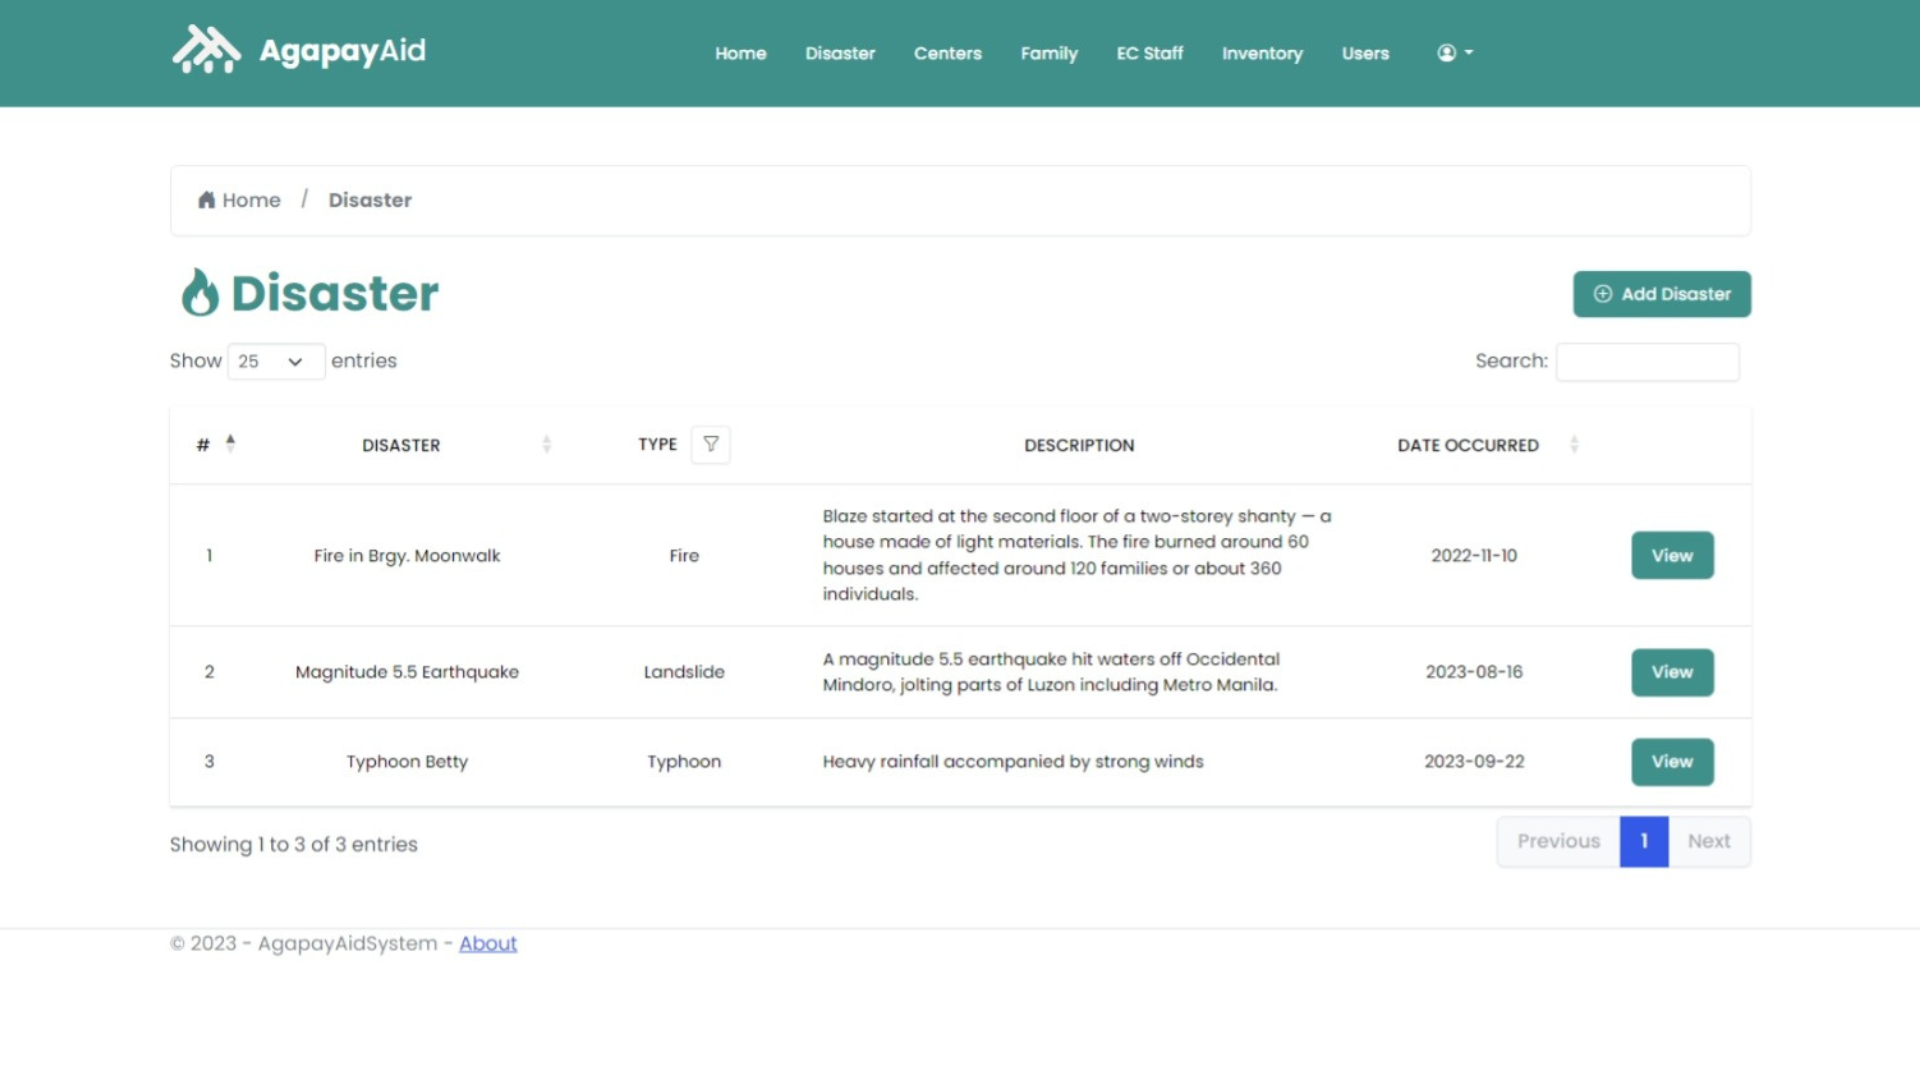 AgapayAid
Home Disaster Centers Family EC Staff Inventory Users
Home / Disaster
Disaster
Add Disaster
Show 25 entries
Search:
# DISASTER TYPE DESCRIPTION DATE OCCURRED
1 Fire in Brgy. Moonwalk Fire Blaze started at the second floor of a two-storey shanty — a
house made of light materials. The fire burned around 60
houses and affected around 120 families or about 360
individuals. 2022-11-10 View
2 Magnitude 5.5 Earthquake Landslide A magnitude 5.5 earthquake hit waters off Occidental
Mindoro, jolting parts of Luzon including Metro Manila. 2023-08-16 View
3 Typhoon Betty Typhoon Heavy rainfall accompanied by strong winds 2023-09-22 View
Showing 1 to 3 of 3 entries
Previous 1 Next
© 2023 - AgapayAidSystem - About